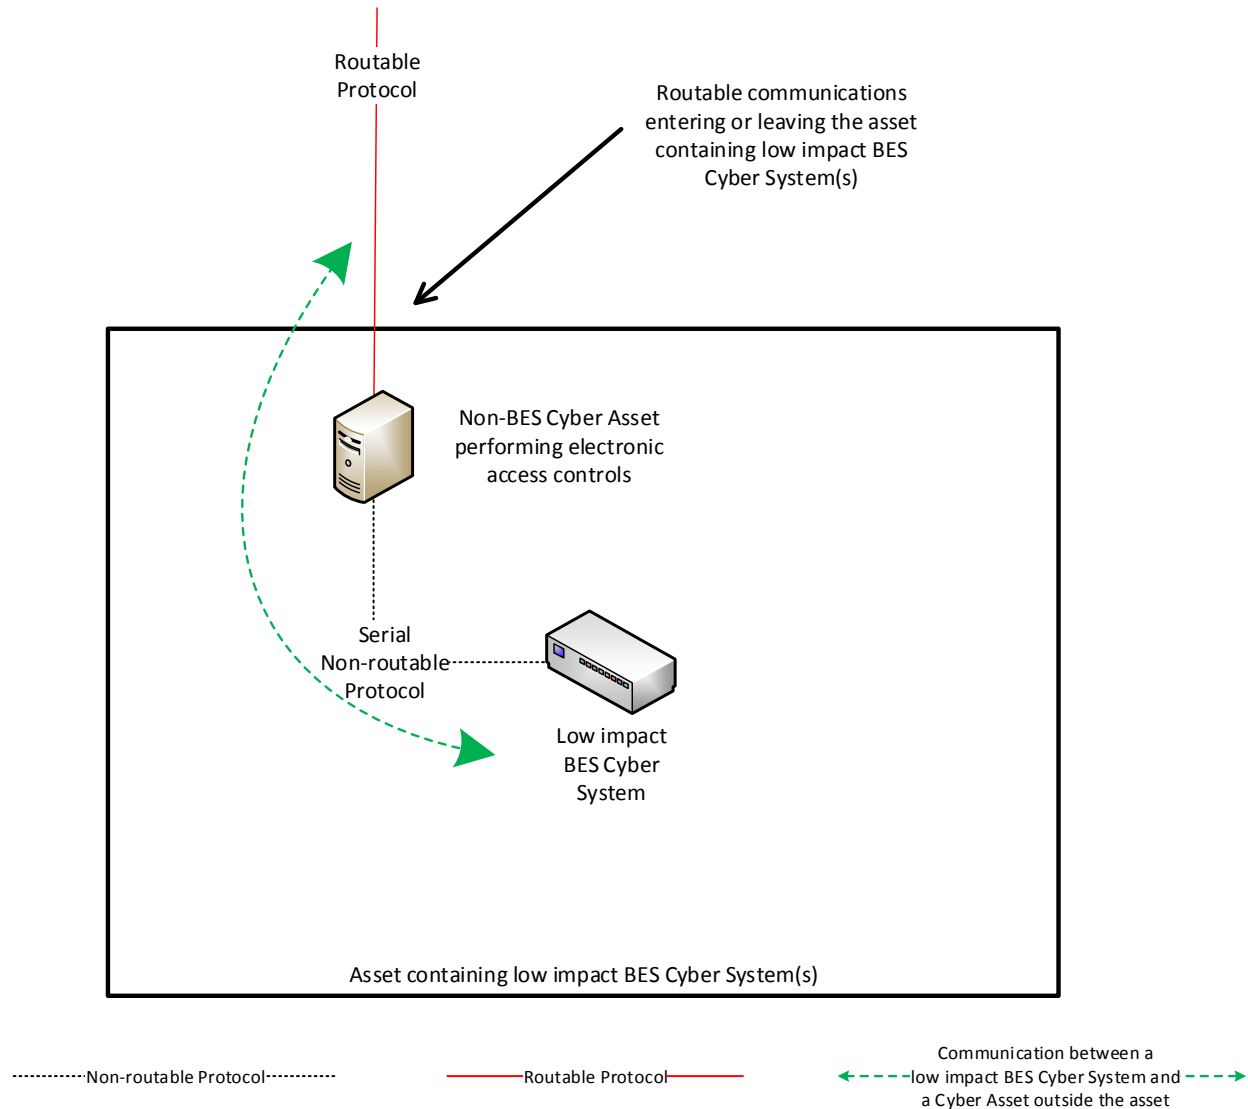 Routable
Protocol
Routable communications
entering or leaving the asset
containing low impact BES
Cyber System(s)
Non-BES Cyber Asset
performing electronic
access controls
Serial
Non-routable
Protocol
Low impact
BES Cyber
System
Asset containing low impact BES Cyber System(s)
Non-routable Protocol
Routable Protocol
Communication between a
low impact BES Cyber System and
a Cyber Asset outside the asset